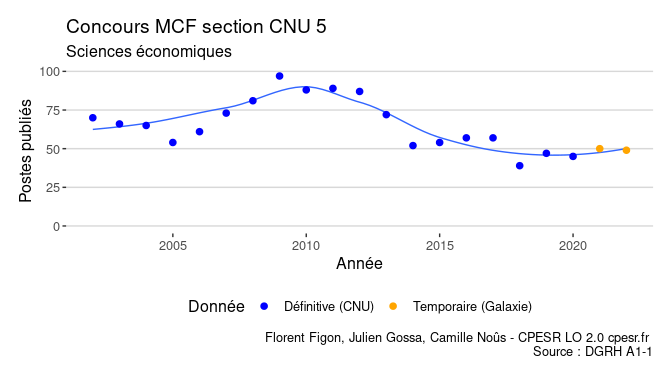 Concours MCF section CNU 5
Sciences économiques
Postes publiés
100
75
50
25
0
2005 2010 2015 2020
Année
Donnée Définitive (CNU) Temporaire (Galaxie)
Florent Figon, Julien Gossa, Camille Noûs - CPESR LO 2.0 cpesr.fr
Source : DGRH A1-1